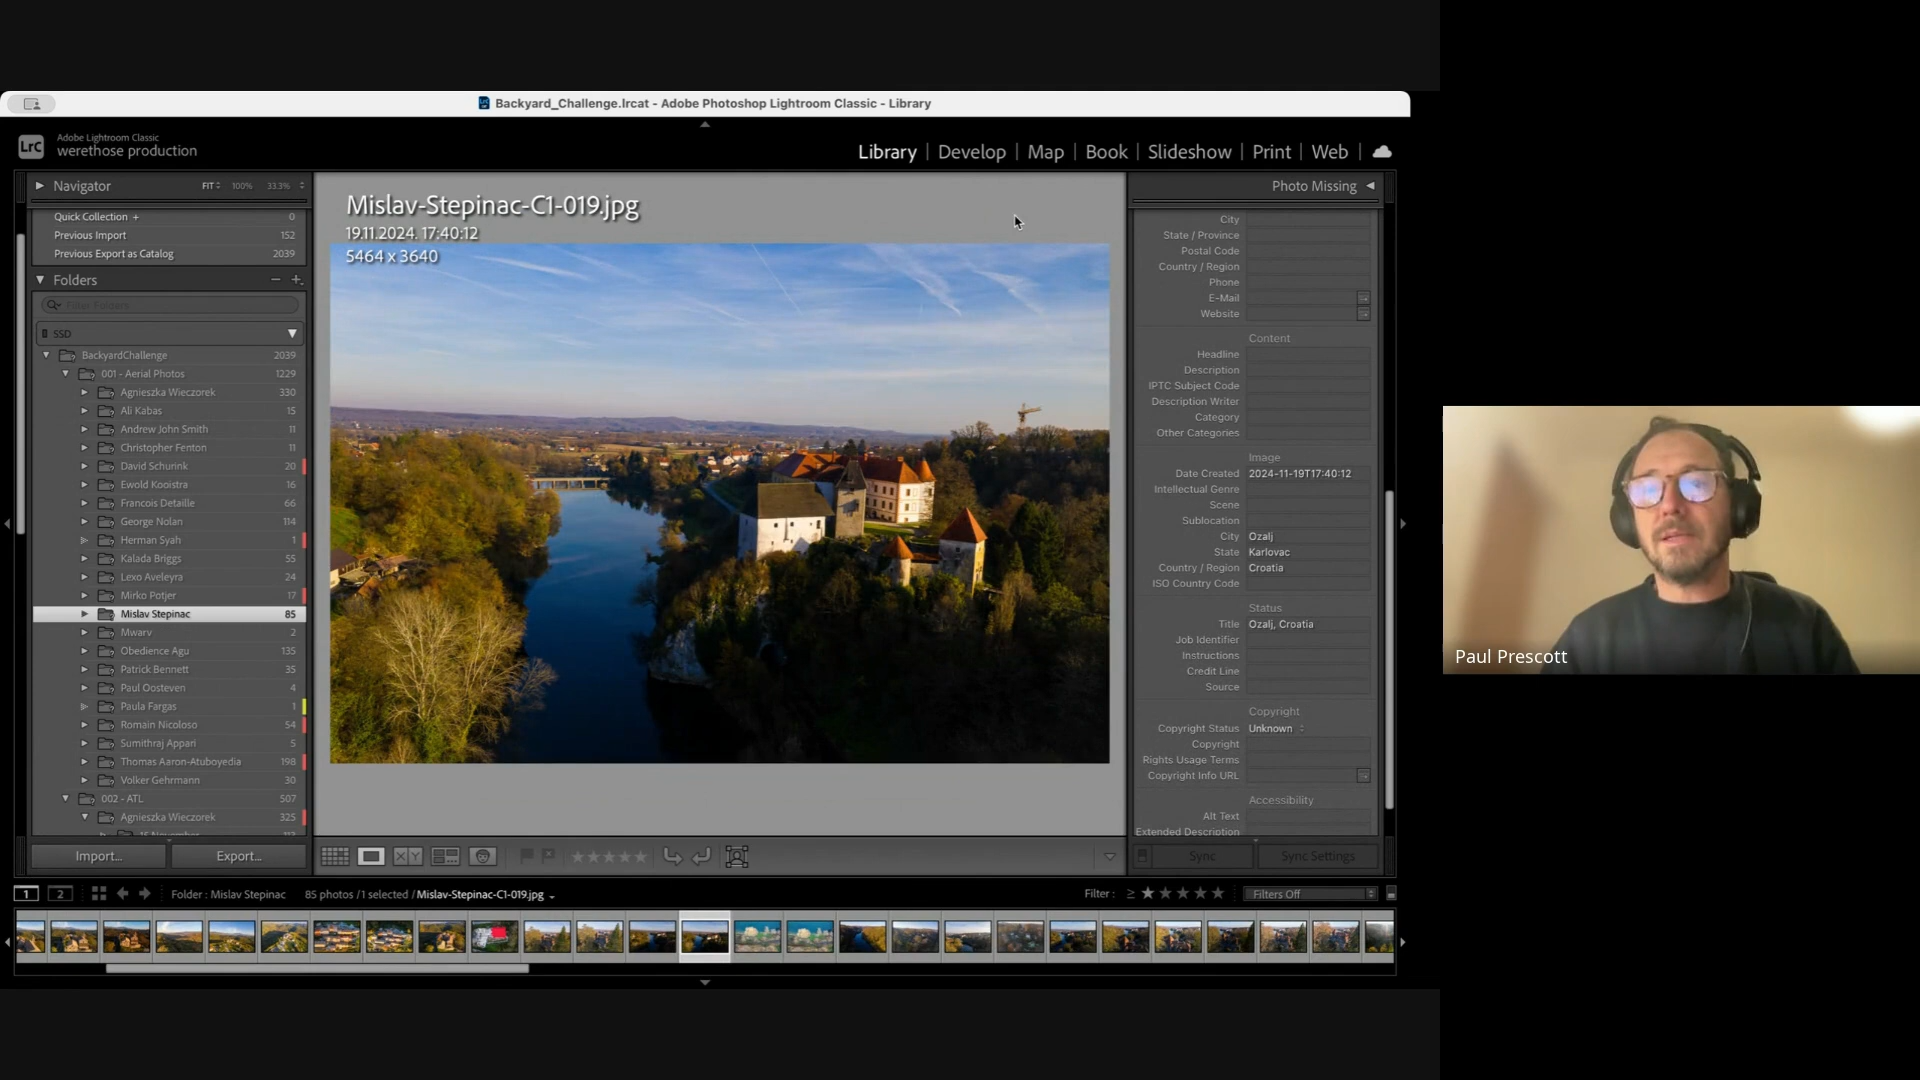 Backyard_Challenge.lrcat - Adobe Photoshop Lightroom Classic - Library
LrC
Adobe Lightroom Classic
werethose production
Library | Develop | Map | Book | Slideshow | Print | Web |
Navigator FIT 100% 33.3%
Quick Collection + 0
Previous Import 152
Previous Export as Catalog 2039
Folders
Filter Folders
SSD
BackyardChallenge 2039
001 - Aerial Photos 1229
Agnieszka Wieczorek 330
Ali Kabas 15
Andrew John Smith 11
Christopher Fenton 11
David Schurink 20
Ewold Kooistra 16
Francois Detaille 66
George Nolan 114
Herman Syah 1
Kalada Briggs 55
Lexo Aveleyra 24
Mirko Potjer 17
Mislav Stepinac 85
Mwarv 2
Obedience Agu 135
Patrick Bennett 35
Paul Oosteven 4
Paula Fargas 1
Romain Nicoloso 54
Sumithraj Appari 5
Thomas Aaron-Atuboyedia 198
Volker Gehrmann 30
002 - ATL 507
Agnieszka Wieczorek 325
16 November 113
Import...
Export...
Mislav-Stepinac-C1-019.jpg
19.11.2024. 17:40:12
5464 x 3640
Photo Missing
City
State / Province
Postal Code
Country / Region
Phone
E-Mail
Website
Content
Headline
Description
IPTC Subject Code
Description Writer
Category
Other Categories
Image
Date Created 2024-11-19T17:40:12
Intellectual Genre
Scene
Sublocation
City Ozalj
State Karlovac
Country / Region Croatia
ISO Country Code
Status
Title Ozalj, Croatia
Job Identifier
Instructions
Credit Line
Source
Copyright
Copyright Status Unknown
Copyright
Rights Usage Terms
Copyright Info URL
Accessibility
Alt Text
Extended Description
Sync
Sync Settings
XY
1 2 Folder : Mislav Stepinac 85 photos /1 selected / Mislav-Stepinac-C1-019.jpg
Filter : ≥ Filters Off
Paul Prescott